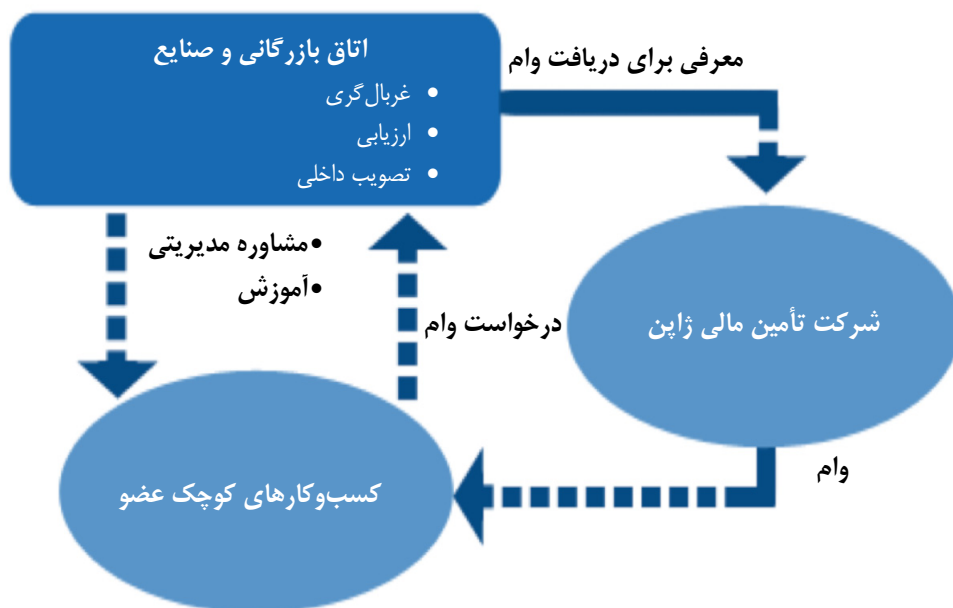 اتاق بازرگانی و صنایع
• غربال‌گری
• ارزیابی
• تصویب داخلی
معرفی برای دریافت وام
•مشاوره مدیریتی
•آموزش
درخواست وام
شرکت تأمین مالی ژاپن
وام
کسب‌وکارهای کوچک عضو